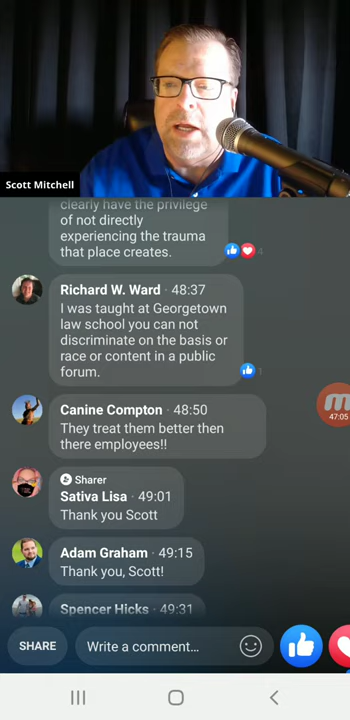 Scott Mitchell
clearly have the privilege
of not directly
experiencing the trauma
that place creates.
4
Richard W. Ward · 48:37
I was taught at Georgetown
law school you can not
discriminate on the basis or
race or content in a public
forum.
1
Canine Compton · 48:50
They treat them better then
there employees!!
47:05
Sharer
Sativa Lisa · 49:01
Thank you Scott
Adam Graham · 49:15
Thank you, Scott!
Spencer Hicks · 49:31
SHARE
Write a comment...